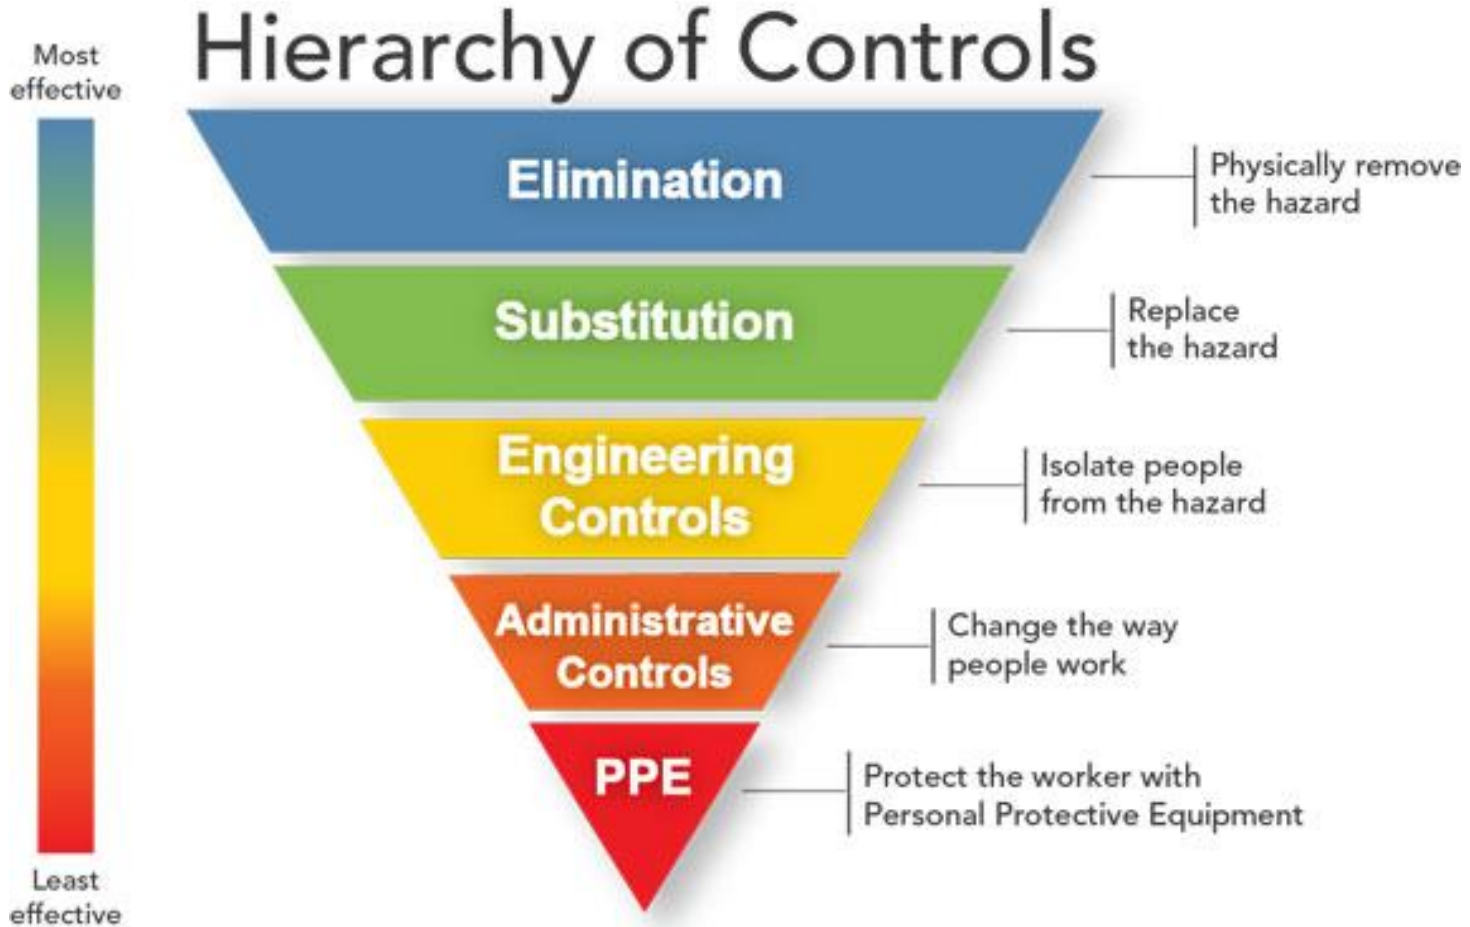 Hierarchy of Controls
Most
effective
Elimination
Physically remove
the hazard
Substitution
Replace
the hazard
Engineering
Controls
Isolate people
from the hazard
Administrative
Controls
Change the way
people work
PPE
Protect the worker with
Personal Protective Equipment
Least
effective